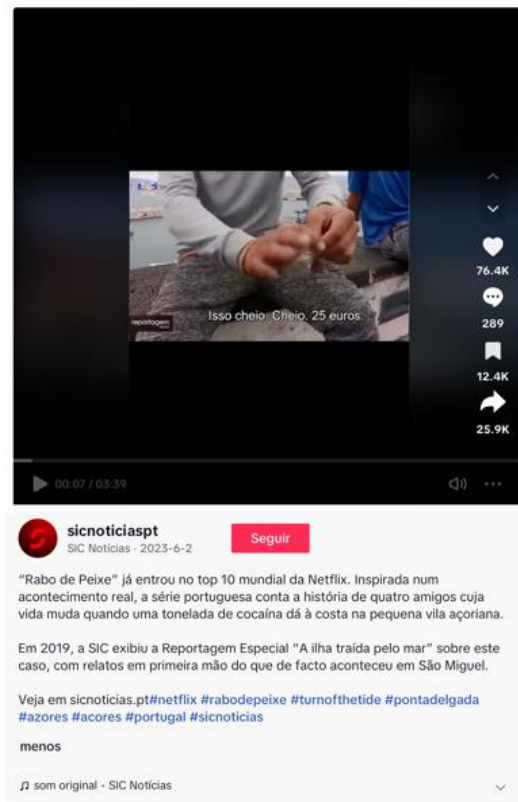 reportagem
Isso cheio. Cheio. 25 euros.
76.4K
289
12.4K
25.9K
00:07 / 03:39
sicnoticiaspt
SIC Notícias · 2023-6-2
Seguir
“Rabo de Peixe” já entrou no top 10 mundial da Netflix. Inspirada num
acontecimento real, a série portuguesa conta a história de quatro amigos cuja
vida muda quando uma tonelada de cocaína dá à costa na pequena vila açoriana.
Em 2019, a SIC exibiu a Reportagem Especial “A ilha traída pelo mar” sobre este
caso, com relatos em primeira mão do que de facto aconteceu em São Miguel.
Veja em sicnoticias.pt#netflix #rabodepeixe #turnofthetide #pontadelgada
#azores #acores #portugal #sicnoticias
menos
som original - SIC Notícias